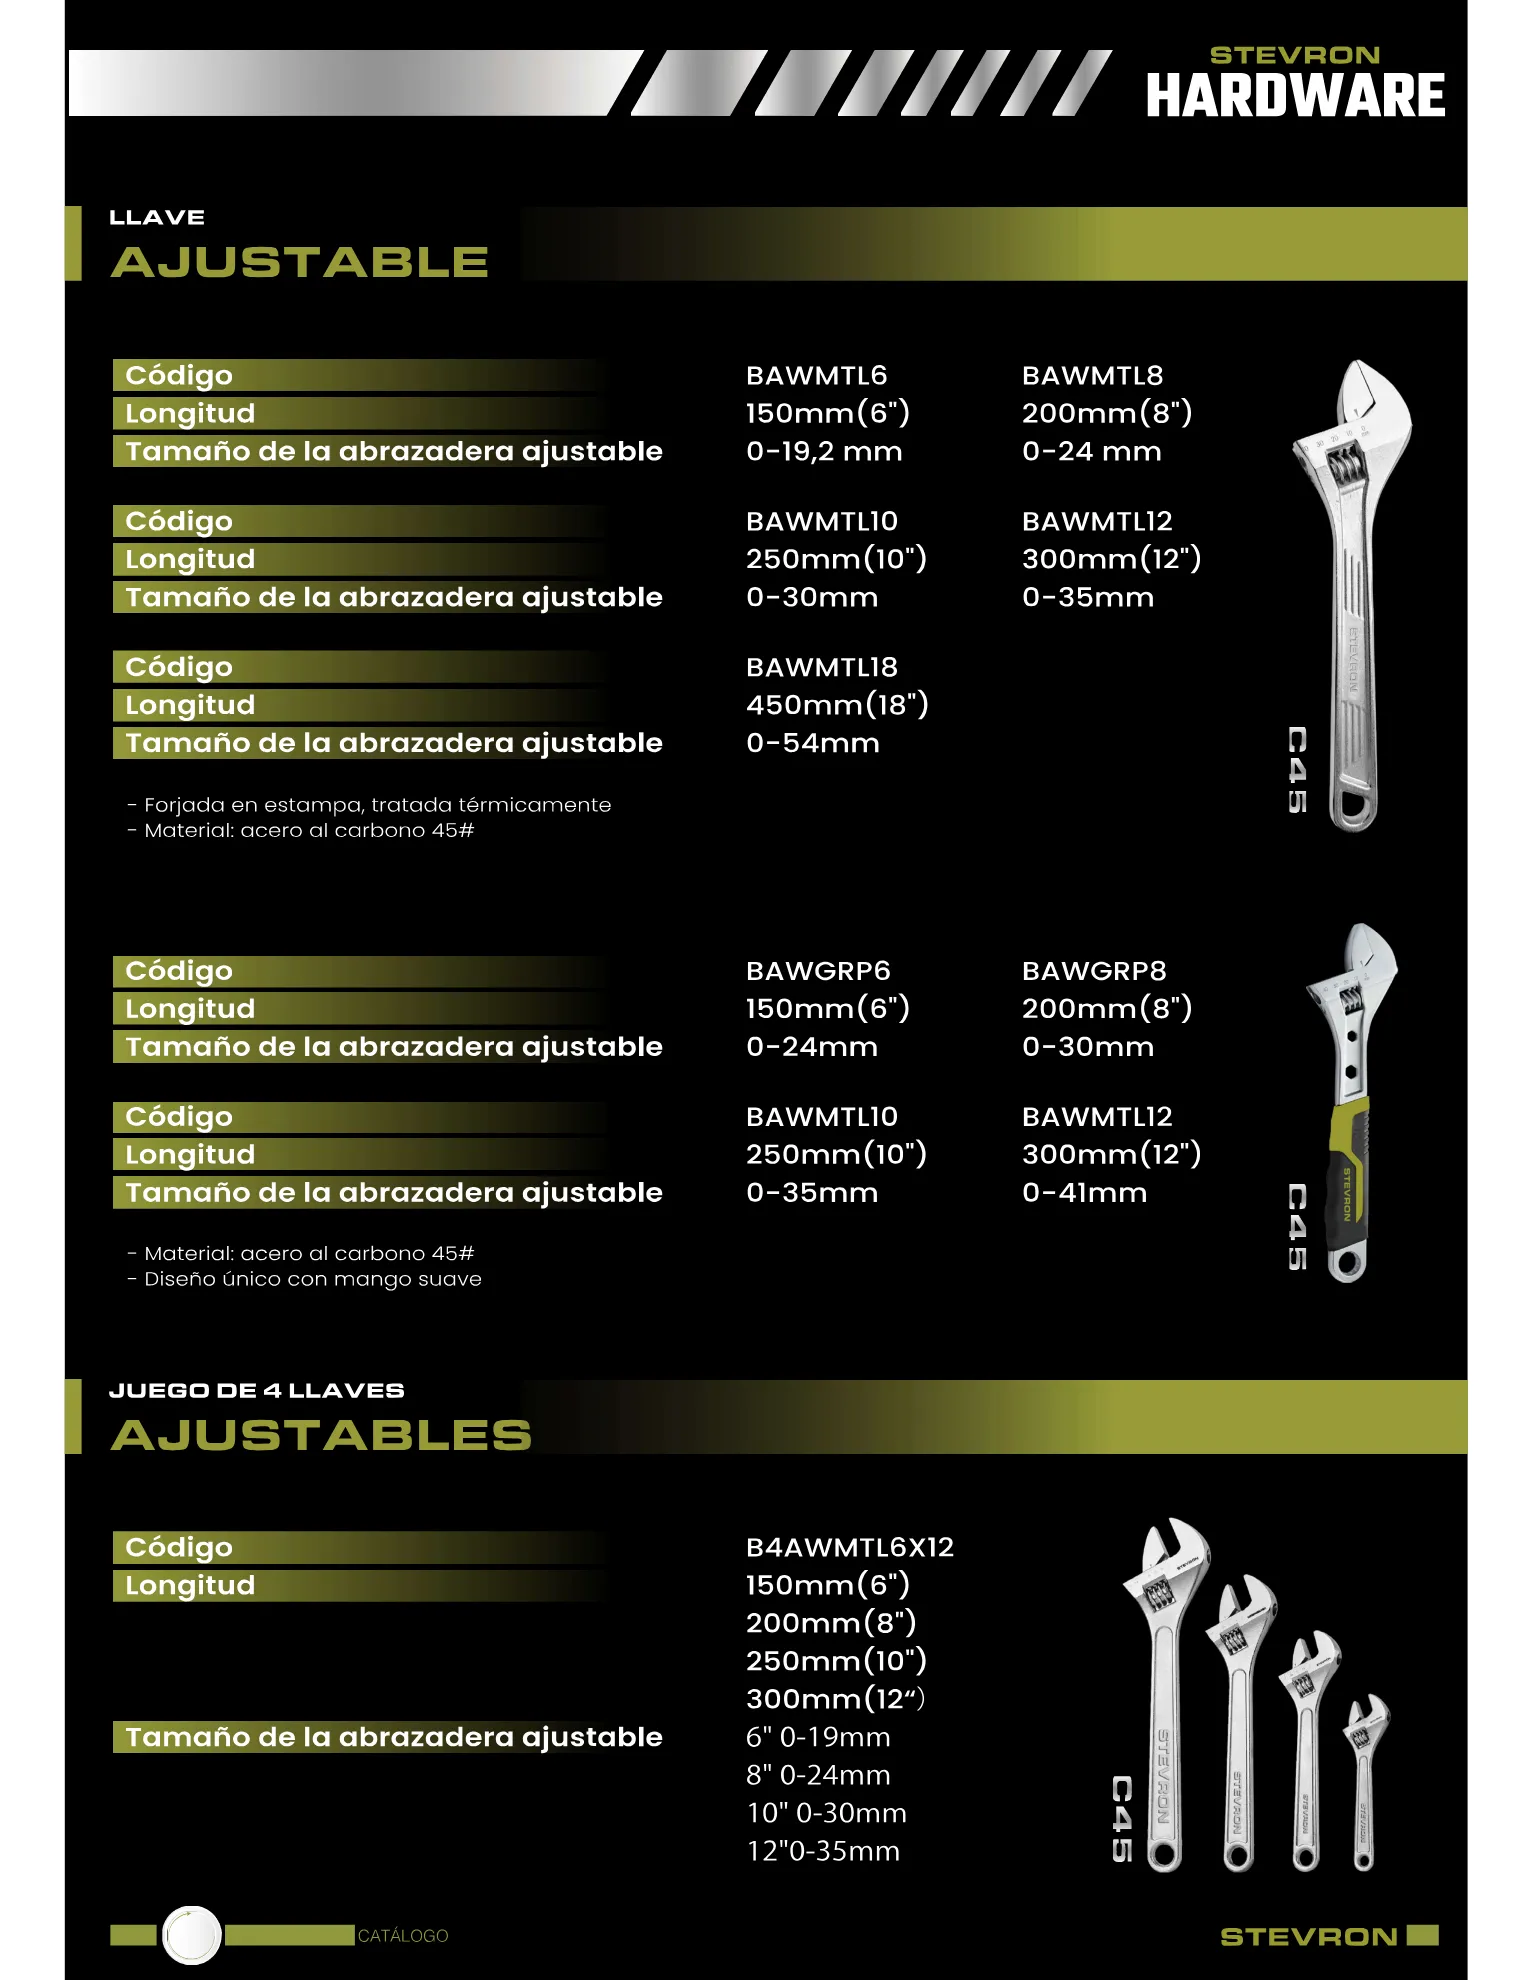 STEVRON
HARDWARE
LLAVE
AJUSTABLE
Código BAWMTL6 BAWMTL8
Longitud 150mm(6") 200mm(8")
Tamaño de la abrazadera ajustable 0-19,2 mm 0-24 mm
Código BAWMTL10 BAWMTL12
Longitud 250mm(10") 300mm(12")
Tamaño de la abrazadera ajustable 0-30mm 0-35mm
Código BAWMTL18
Longitud 450mm(18")
Tamaño de la abrazadera ajustable 0-54mm
- Forjada en estampa, tratada térmicamente
- Material: acero al carbono 45#
STEVRON
C45
Código BAWGRP6 BAWGRP8
Longitud 150mm(6") 200mm(8")
Tamaño de la abrazadera ajustable 0-24mm 0-30mm
Código BAWMTL10 BAWMTL12
Longitud 250mm(10") 300mm(12")
Tamaño de la abrazadera ajustable 0-35mm 0-41mm
- Material: acero al carbono 45#
- Diseño único con mango suave
STEVRON
C45
JUEGO DE 4 LLAVES
AJUSTABLES
Código B4AWMTL6X12
Longitud 150mm(6")
200mm(8")
250mm(10")
300mm(12“)
Tamaño de la abrazadera ajustable 6" 0-19mm
8" 0-24mm
10" 0-30mm
12"0-35mm
STEVRON
STEVRON
STEVRON
STEVRON
STEVRON
C45
CATÁLOGO
STEVRON